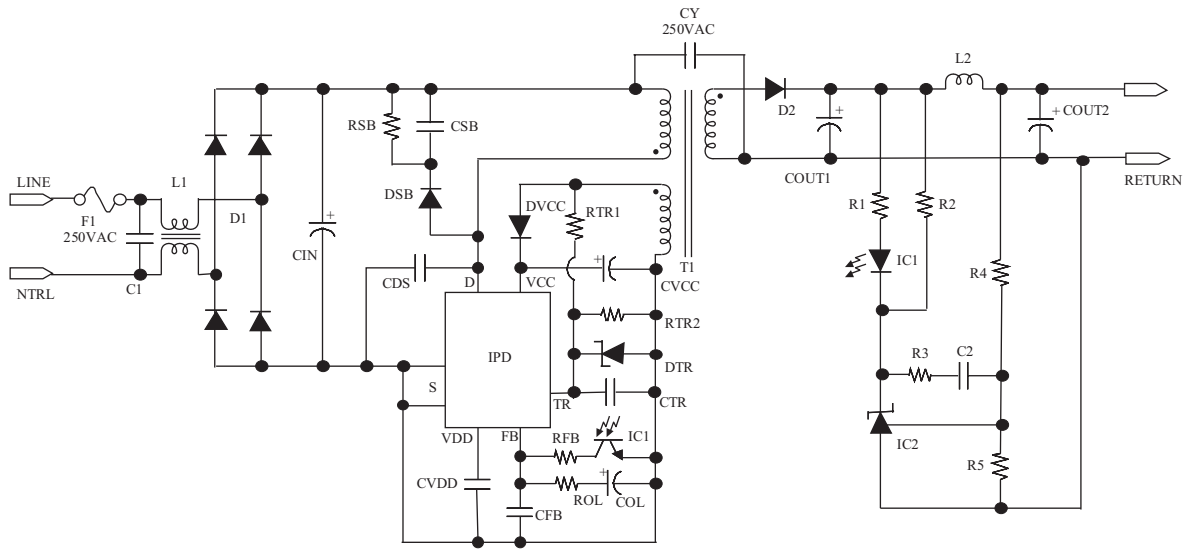 CY
250VAC
L2
D2
+
+ COUT2
RSB
CSB
COUT1
RETURN
LINE
L1
F1
250VAC
D1
DSB
DVCC
RTR1
R1
R2
+
CIN
IC1
C1
NTRL
CDS
D
VCC
+
CVCC
T1
R4
RTR2
IPD
DTR
R3
C2
S
TR
CTR
VDD
FB
RFB
IC1
IC2
R5
CVDD
+
ROL
COL
CFB